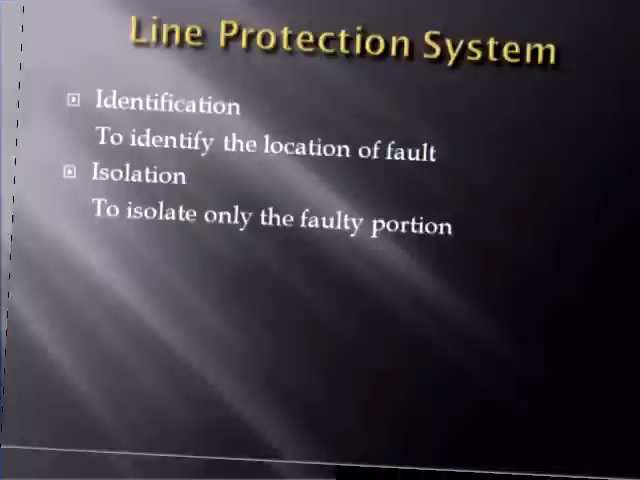 Line Protection System
Identification
To identify the location of fault
Isolation
To isolate only the faulty portion